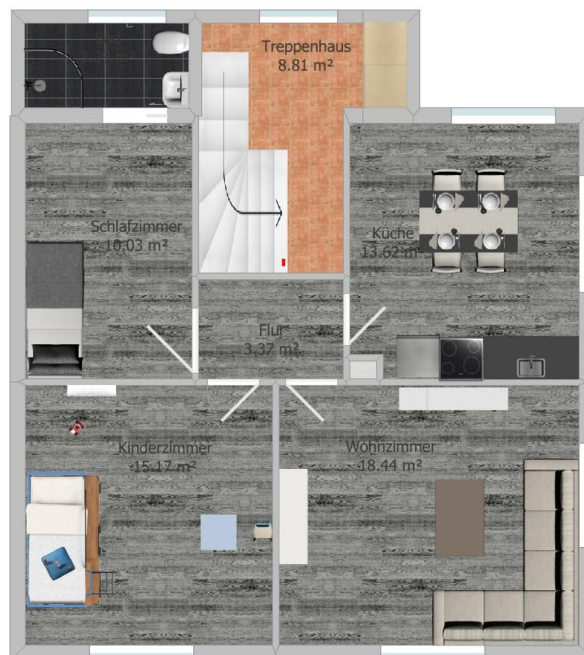 Treppenhaus
8.81 m²
Schlafzimmer
10.03 m²
Küche
13.62 m²
Flur
3.37 m²
Kinderzimmer
15.17 m²
Wohnzimmer
18.44 m²